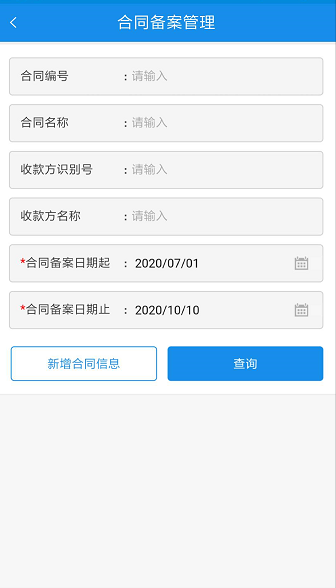 合同备案管理
合同编号 : 请输入
合同名称 : 请输入
收款方识别号 : 请输入
收款方名称 : 请输入
*合同备案日期起 : 2020/07/01
*合同备案日期止 : 2020/10/10
新增合同信息 查询